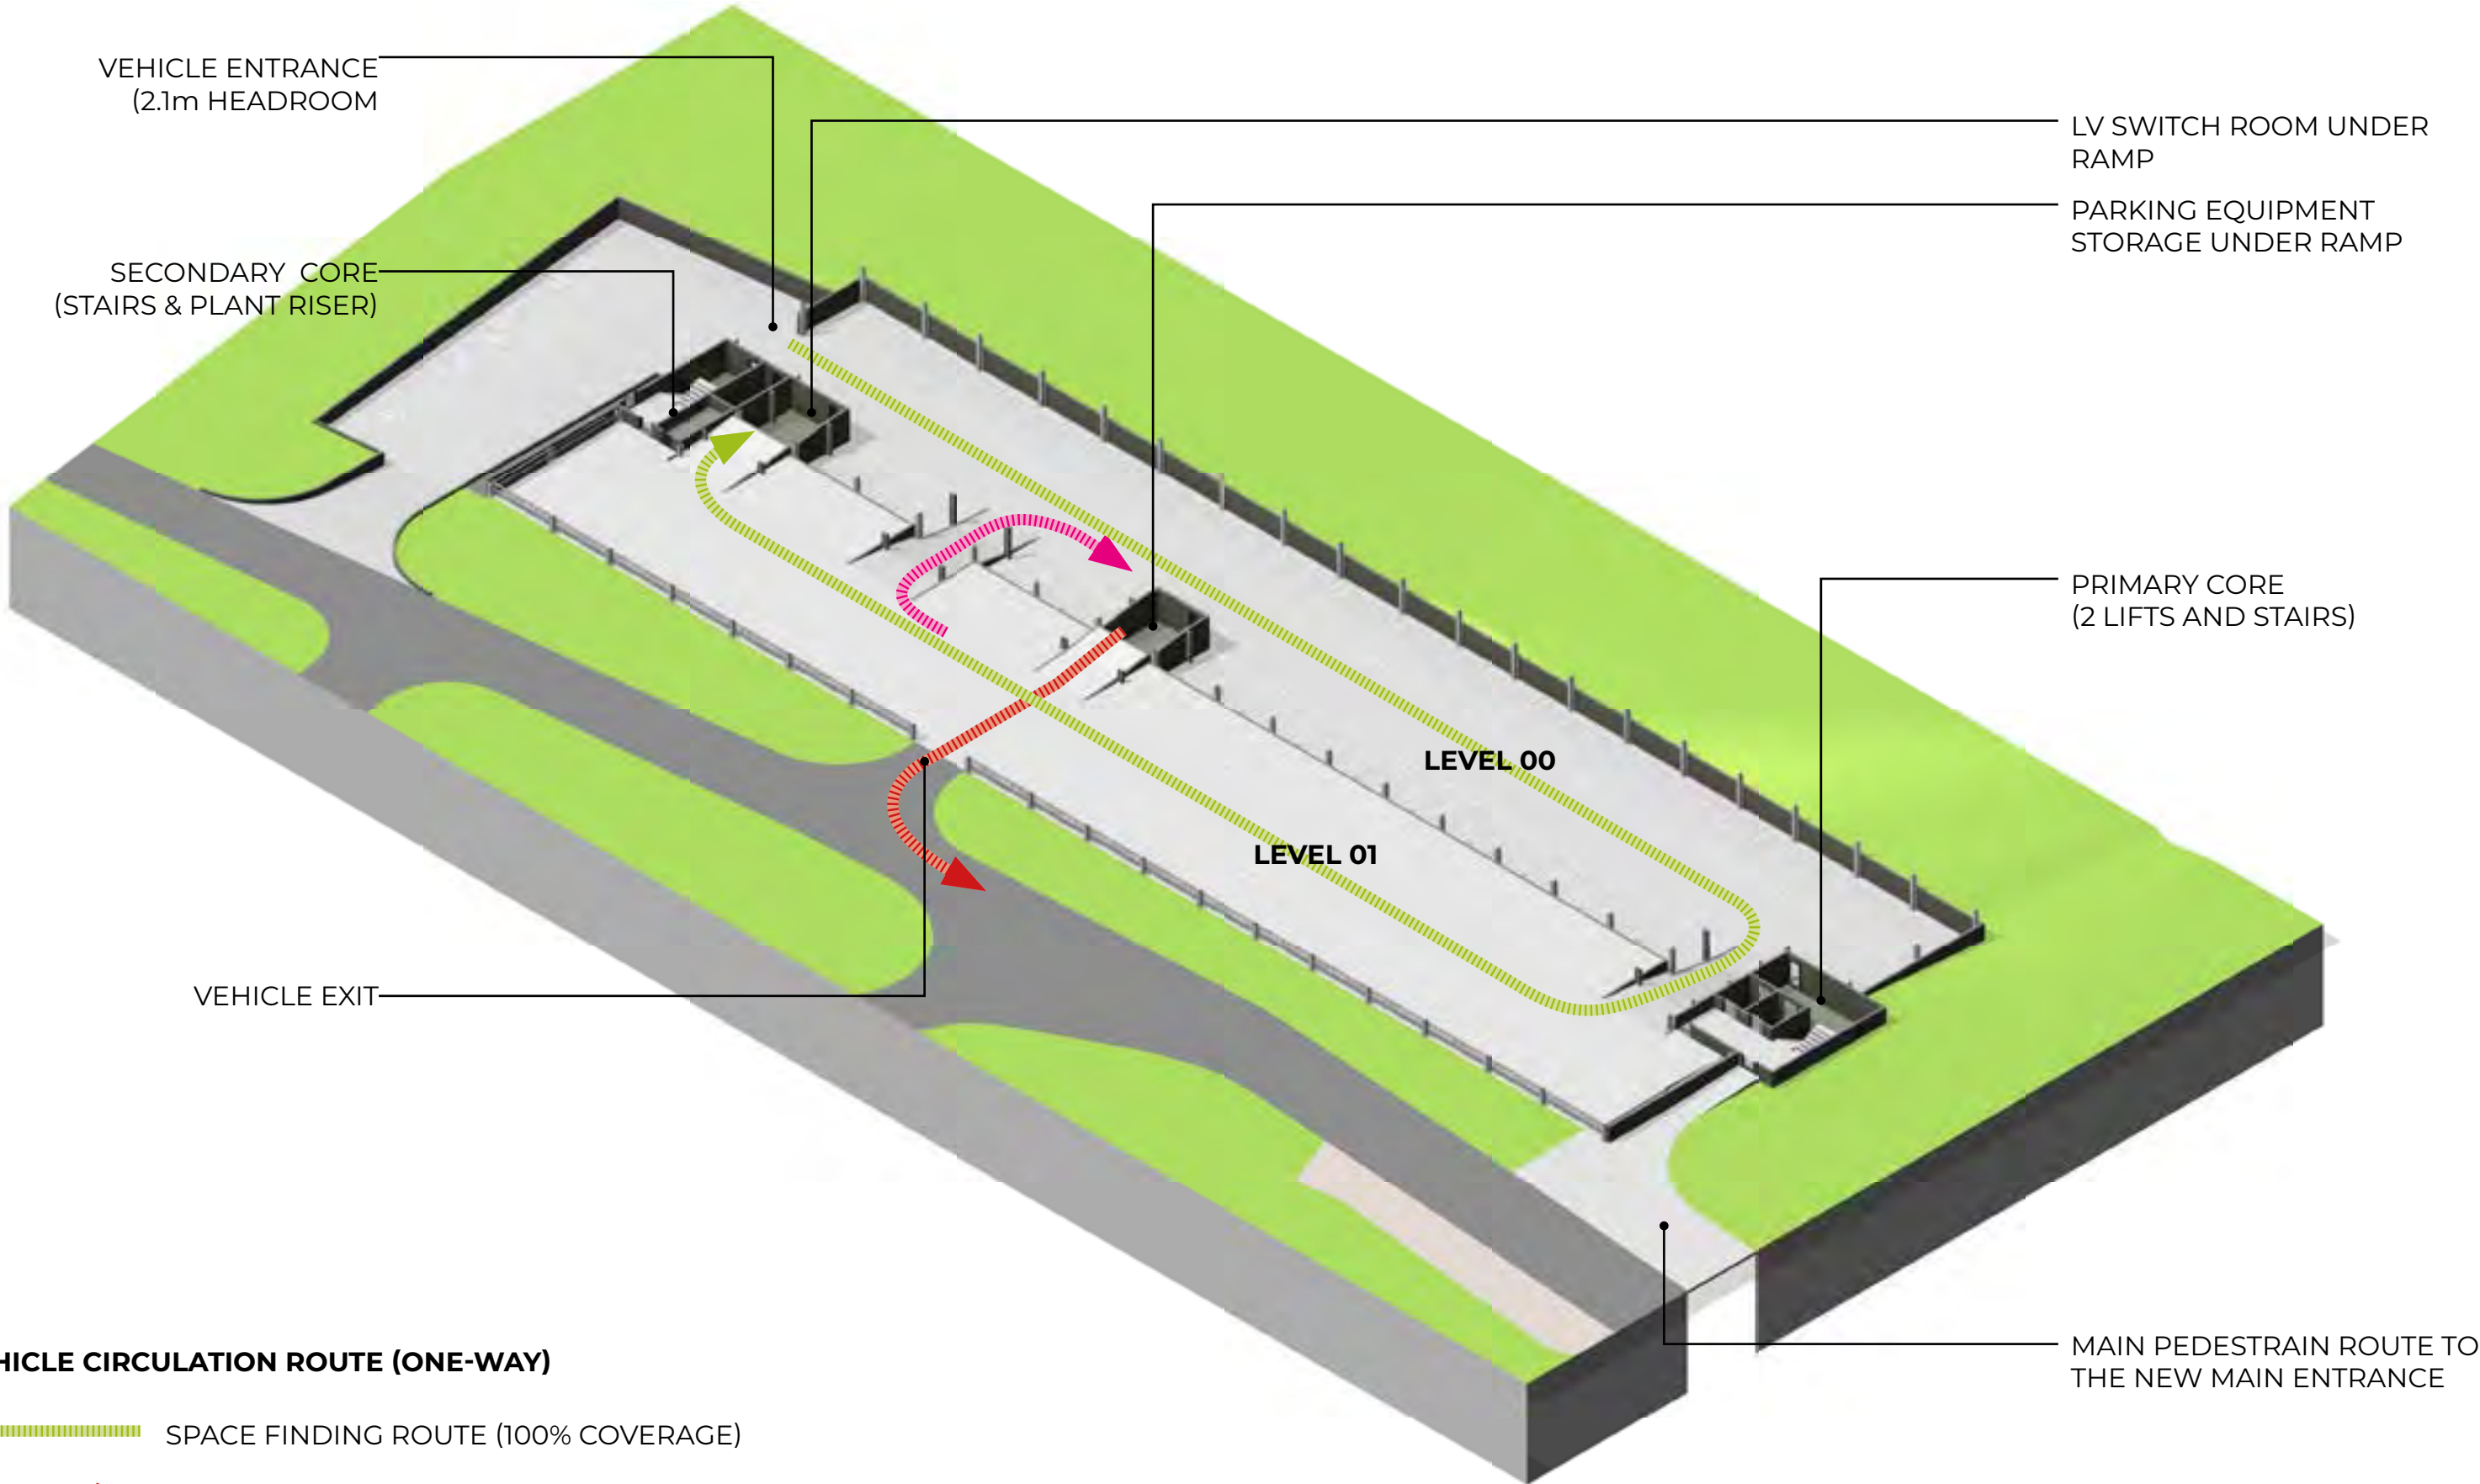 VEHICLE ENTRANCE
(2.1m HEADROOM
LV SWITCH ROOM UNDER
RAMP
PARKING EQUIPMENT
STORAGE UNDER RAMP
SECONDARY CORE
(STAIRS & PLANT RISER)
PRIMARY CORE
(2 LIFTS AND STAIRS)
LEVEL 00
LEVEL 01
VEHICLE EXIT
MAIN PEDESTRAIN ROUTE TO
THE NEW MAIN ENTRANCE
HICLE CIRCULATION ROUTE (ONE-WAY)
SPACE FINDING ROUTE (100% COVERAGE)